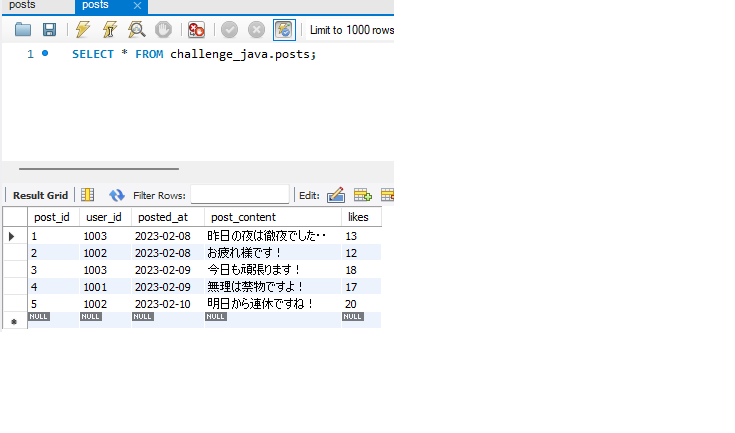 posts posts
Limit to 1000 rows
1 SELECT * FROM challenge_java.posts;
Result Grid Filter Rows: Edit:
post_id user_id posted_at post_content likes
1 1003 2023-02-08 昨日の夜は徹夜でした・・ 13
2 1002 2023-02-08 お疲れ様です！ 12
3 1003 2023-02-09 今日も頑張ります！ 18
4 1001 2023-02-09 無理は禁物ですよ！ 17
5 1002 2023-02-10 明日から連休ですね！ 20
NULL NULL NULL NULL NULL